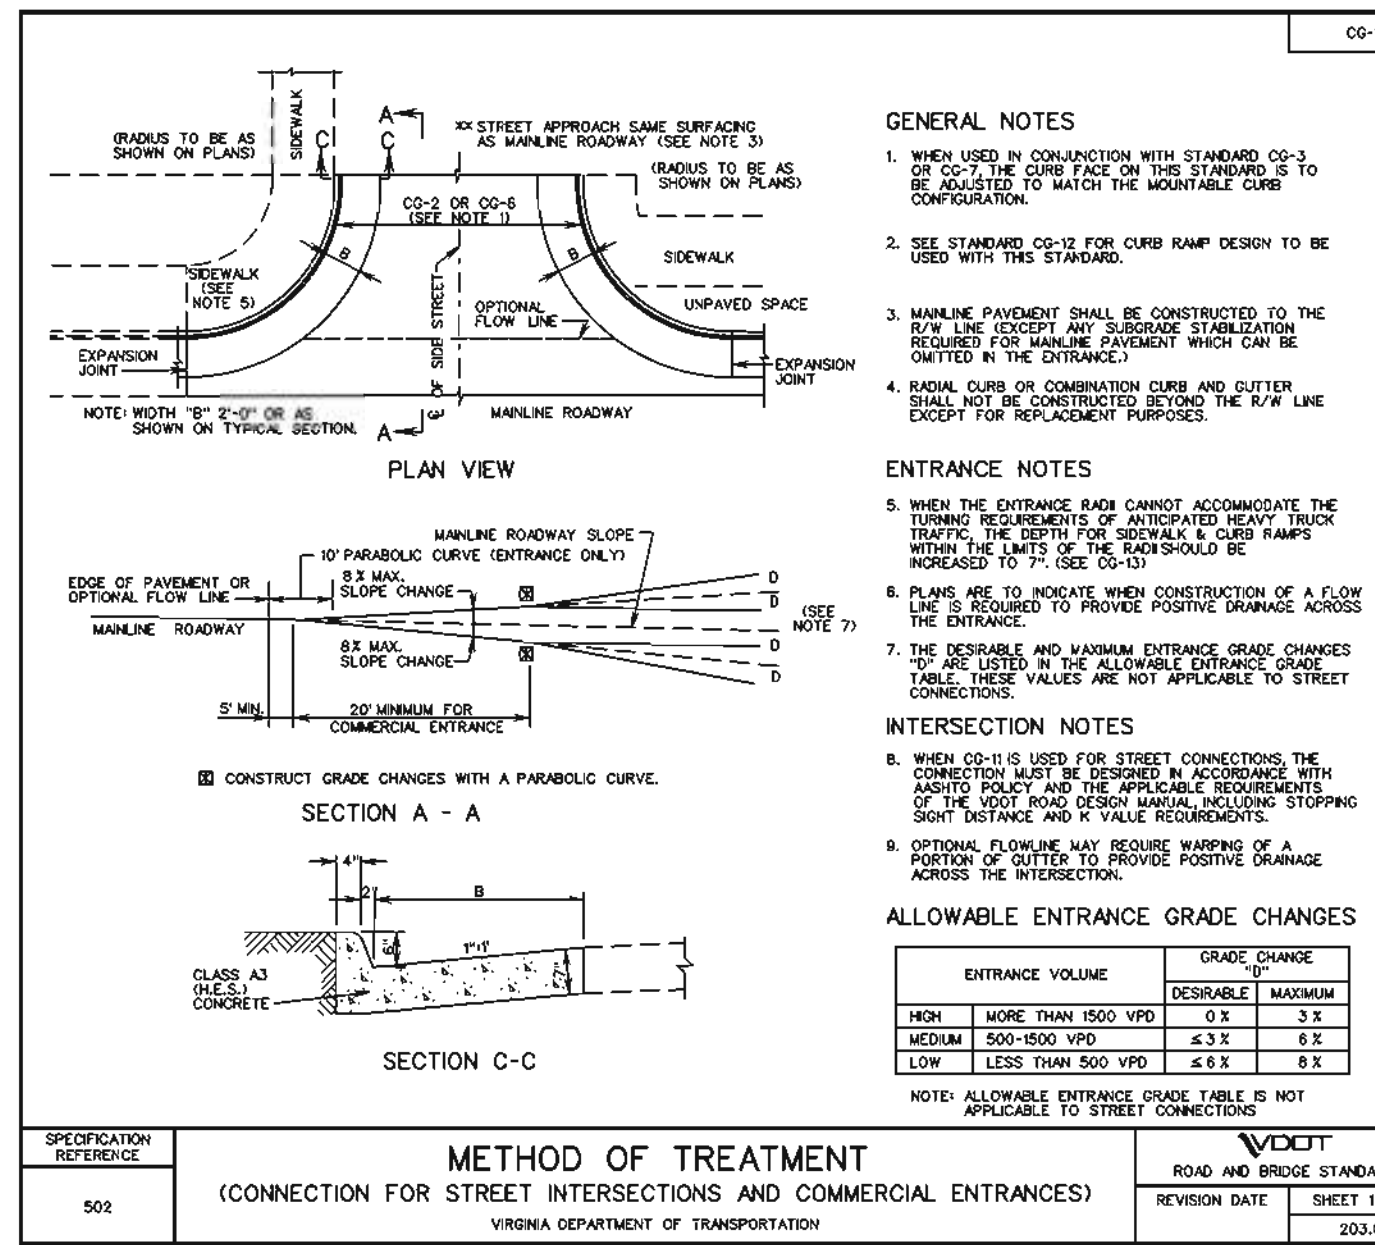 CG-
A
C
C
SIDEWALK
(RADIUS TO BE AS
SHOWN ON PLANS)
** STREET APPROACH SAME SURFACING
AS MAINLINE ROADWAY (SEE NOTE 3)
(RADIUS TO BE AS
SHOWN ON PLANS)
CG-2 OR CG-6
(SEE NOTE 1)
B
B
SIDEWALK
(SEE
NOTE 5)
SIDEWALK
UNPAVED SPACE
OPTIONAL
FLOW LINE
℄ OF SIDE STREET
EXPANSION
JOINT
EXPANSION
JOINT
NOTE: WIDTH "B" 2'-0" OR AS
SHOWN ON TYPICAL SECTION.
A
MAINLINE ROADWAY
PLAN VIEW
MAINLINE ROADWAY SLOPE
10' PARABOLIC CURVE (ENTRANCE ONLY)
EDGE OF PAVEMENT OR
OPTIONAL FLOW LINE
8% MAX.
SLOPE CHANGE
MAINLINE ROADWAY
8% MAX.
SLOPE CHANGE
D
D
(SEE
NOTE 7)
D
D
5' MIN.
20' MINIMUM FOR
COMMERCIAL ENTRANCE
CONSTRUCT GRADE CHANGES WITH A PARABOLIC CURVE.
SECTION A - A
4"
2"
B
6"
1":1'
7"
CLASS A3
(H.E.S.)
CONCRETE
SECTION C-C
GENERAL NOTES
1. WHEN USED IN CONJUNCTION WITH STANDARD CG-3
OR CG-7, THE CURB FACE ON THIS STANDARD IS TO
BE ADJUSTED TO MATCH THE MOUNTABLE CURB
CONFIGURATION.
2. SEE STANDARD CG-12 FOR CURB RAMP DESIGN TO BE
USED WITH THIS STANDARD.
3. MAINLINE PAVEMENT SHALL BE CONSTRUCTED TO THE
R/W LINE (EXCEPT ANY SUBGRADE STABILIZATION
REQUIRED FOR MAINLINE PAVEMENT WHICH CAN BE
OMITTED IN THE ENTRANCE.)
4. RADIAL CURB OR COMBINATION CURB AND GUTTER
SHALL NOT BE CONSTRUCTED BEYOND THE R/W LINE
EXCEPT FOR REPLACEMENT PURPOSES.
ENTRANCE NOTES
5. WHEN THE ENTRANCE RADII CANNOT ACCOMMODATE THE
TURNING REQUIREMENTS OF ANTICIPATED HEAVY TRUCK
TRAFFIC, THE DEPTH FOR SIDEWALK & CURB RAMPS
WITHIN THE LIMITS OF THE RADII SHOULD BE
INCREASED TO 7". (SEE CG-13)
6. PLANS ARE TO INDICATE WHEN CONSTRUCTION OF A FLOW
LINE IS REQUIRED TO PROVIDE POSITIVE DRAINAGE ACROSS
THE ENTRANCE.
7. THE DESIRABLE AND MAXIMUM ENTRANCE GRADE CHANGES
"D" ARE LISTED IN THE ALLOWABLE ENTRANCE GRADE
TABLE. THESE VALUES ARE NOT APPLICABLE TO STREET
CONNECTIONS.
INTERSECTION NOTES
8. WHEN CG-11 IS USED FOR STREET CONNECTIONS, THE
CONNECTION MUST BE DESIGNED IN ACCORDANCE WITH
AASHTO POLICY AND THE APPLICABLE REQUIREMENTS
OF THE VDOT ROAD DESIGN MANUAL, INCLUDING STOPPING
SIGHT DISTANCE AND K VALUE REQUIREMENTS.
9. OPTIONAL FLOWLINE MAY REQUIRE WARPING OF A
PORTION OF GUTTER TO PROVIDE POSITIVE DRAINAGE
ACROSS THE INTERSECTION.
ALLOWABLE ENTRANCE GRADE CHANGES
ENTRANCE VOLUME GRADE CHANGE "D"
DESIRABLE MAXIMUM
HIGH MORE THAN 1500 VPD 0% 3%
MEDIUM 500-1500 VPD ≤3% 6%
LOW LESS THAN 500 VPD ≤6% 8%
NOTE: ALLOWABLE ENTRANCE GRADE TABLE IS NOT
APPLICABLE TO STREET CONNECTIONS
SPECIFICATION
REFERENCE
502
METHOD OF TREATMENT
(CONNECTION FOR STREET INTERSECTIONS AND COMMERCIAL ENTRANCES)
VIRGINIA DEPARTMENT OF TRANSPORTATION
VDOT
ROAD AND BRIDGE STANDA
REVISION DATE
SHEET 1
203.